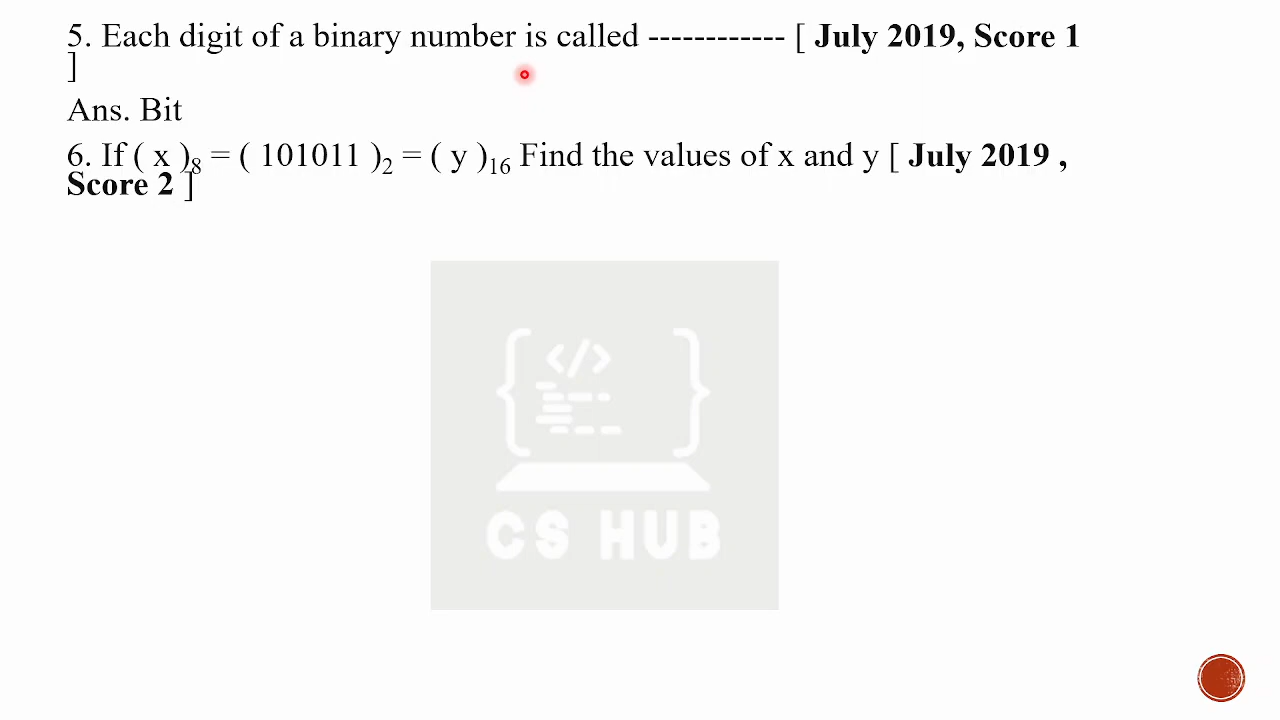 5. Each digit of a binary number is called ------------ [ July 2019, Score 1
]
Ans. Bit
6. If ( x )8 = ( 101011 )2 = ( y )16 Find the values of x and y [ July 2019 ,
Score 2 ]
</>
CS HUB